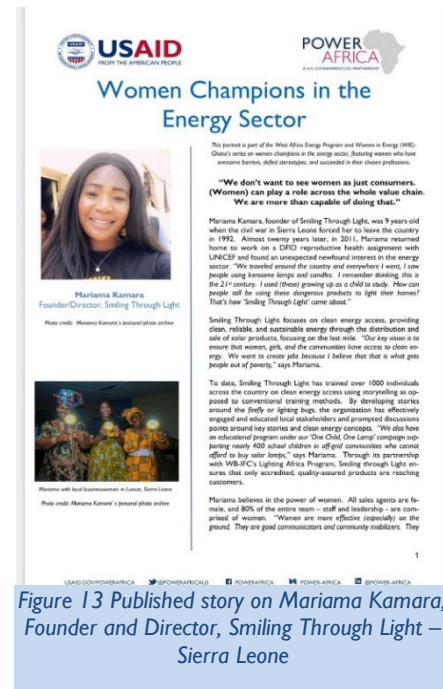 USAID
FROM THE AMERICAN PEOPLE
POWER
AFRICA
A U.S. GOVERNMENT-LED PARTNERSHIP
Women Champions in the
Energy Sector
This portrait is part of the West Africa Energy Program and Women in Energy (WIE)-
Ghana's series on women champions in the energy sector, featuring women who have
overcome barriers, defied stereotypes, and succeeded in their chosen professions.
"We don't want to see women as just consumers.
(Women) can play a role across the whole value chain.
We are more than capable of doing that."
Mariama Kamara, founder of Smiling Through Light, was 9 years old
when the civil war in Sierra Leone forced her to leave the country
in 1992. Almost twenty years later, in 2011, Mariama returned
home to work on a DFID reproductive health assignment with
UNICEF and found an unexpected newfound interest in the energy
sector. "We traveled around the country and everywhere I went, I saw
people using kerosene lamps and candles. I remember thinking, this is
the 21st century. I used (these) growing up as a child to study. How can
people still be using these dangerous products to light their homes?
That's how 'Smiling Through Light' came about."
Mariama Kamara
Founder/Director, Smiling Through Light
Photo credit: Mariama Kamara's personal photo archive
Smiling Through Light focuses on clean energy access, providing
clean, reliable, and sustainable energy through the distribution and
sale of solar products, focusing on the last mile. "Our key vision is to
ensure that women, girls, and the communities have access to clean en-
ergy. We want to create jobs because I believe that that is what gets
people out of poverty," says Mariama.
To date, Smiling Through Light has trained over 1000 individuals
across the country on clean energy access using storytelling as op-
posed to conventional training methods. By developing stories
around the firefly or lighting bugs, the organization has effectively
engaged and educated local stakeholders and prompted discussions
points around key stories and clean energy concepts. "We also have
an educational program under our 'One Child, One Lamp' campaign sup-
porting nearly 400 school children in off-grid communities who cannot
afford to buy solar lamps," says Mariama. Through its partnership
with WB-IFC's Lighting Africa Program, Smiling through Light en-
sures that only accredited, quality-assured products are reaching
customers.
Mariama with local businesswomen in Lunsar, Sierra Leone
Photo credit: Mariama Kamara's personal photo archive
Mariama believes in the power of women. All sales agents are fe-
male, and 80% of the entire team – staff and leadership - are com-
prised of women. "Women are more effective (especially) on the
ground. They are good communicators and community mobilizers. They
1
USAID.GOV/POWERAFRICA @POWERAFRICAUS POWERAFRICA POWER-AFRICA @POWER-AFRICA
Figure 13 Published story on Mariama Kamara,
Founder and Director, Smiling Through Light –
Sierra Leone